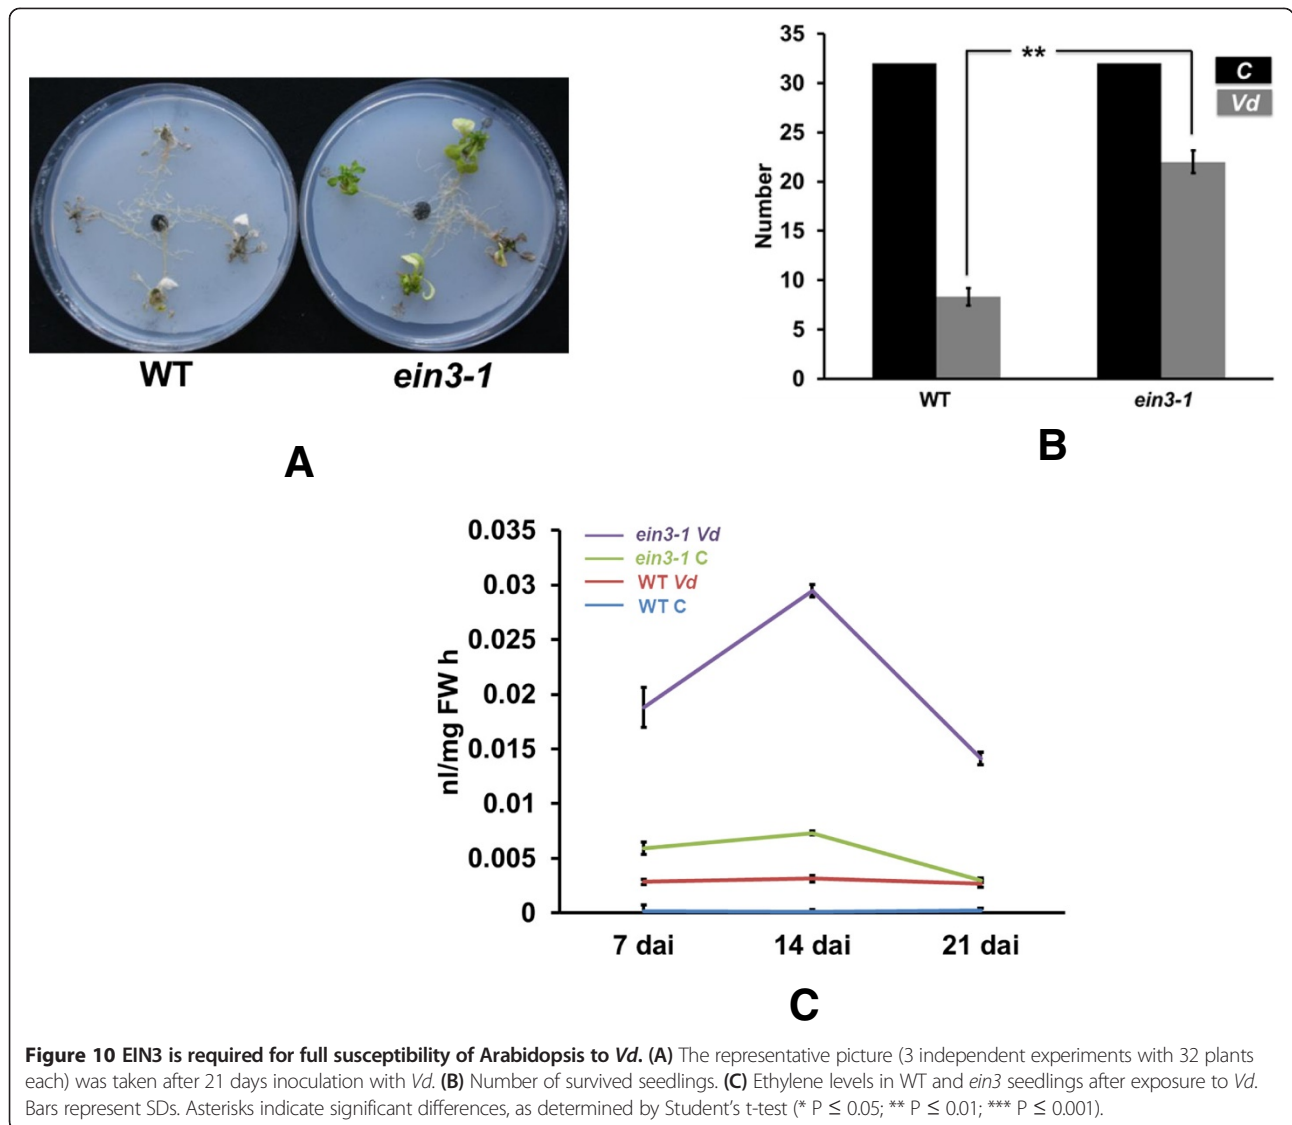 WT
ein3-1
A
35
30
25
20
15
10
5
0
Number
**
C
Vd
WT
ein3-1
B
0.035
0.03
0.025
0.02
0.015
0.01
0.005
0
nl/mg FW h
ein3-1 Vd
ein3-1 C
WT Vd
WT C
7 dai 14 dai 21 dai
C
Figure 10 EIN3 is required for full susceptibility of Arabidopsis to Vd. (A) The representative picture (3 independent experiments with 32 plants
each) was taken after 21 days inoculation with Vd. (B) Number of survived seedlings. (C) Ethylene levels in WT and ein3 seedlings after exposure to Vd.
Bars represent SDs. Asterisks indicate significant differences, as determined by Student’s t-test (* P ≤ 0.05; ** P ≤ 0.01; *** P ≤ 0.001).